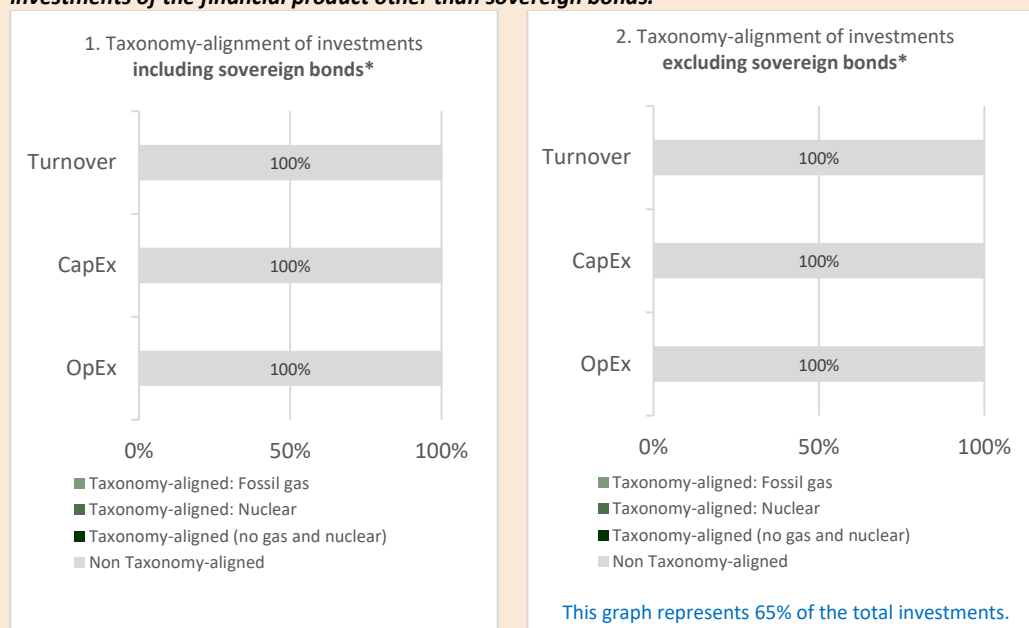 investments of the financial product other than sovereign bonds.
1. Taxonomy-alignment of investments
including sovereign bonds*
Turnover
100%
CapEx
100%
OpEx
100%
0%
50%
100%
Taxonomy-aligned: Fossil gas
Taxonomy-aligned: Nuclear
Taxonomy-aligned (no gas and nuclear)
Non Taxonomy-aligned
2. Taxonomy-alignment of investments
excluding sovereign bonds*
Turnover
100%
CapEx
100%
OpEx
100%
0%
50%
100%
Taxonomy-aligned: Fossil gas
Taxonomy-aligned: Nuclear
Taxonomy-aligned (no gas and nuclear)
Non Taxonomy-aligned
This graph represents 65% of the total investments.